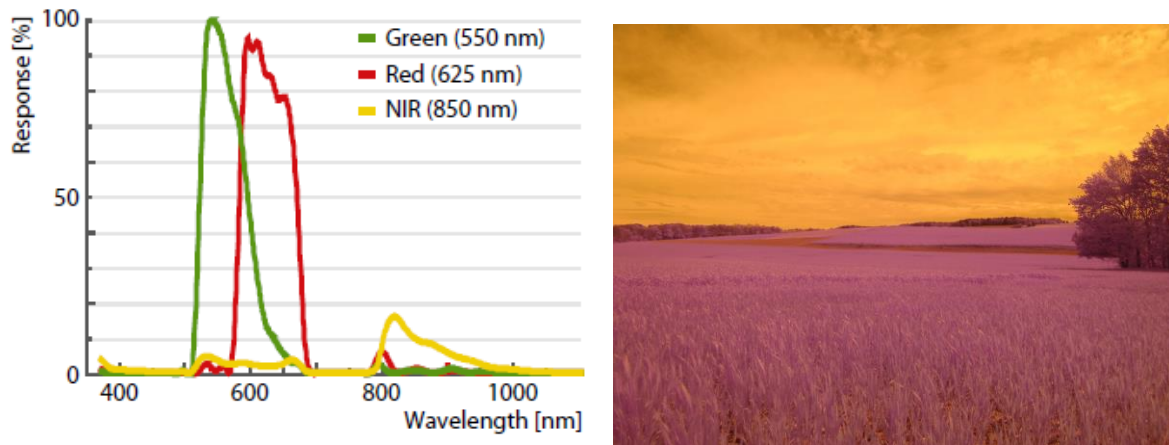 Response [%]
100
50
0
Green (550 nm)
Red (625 nm)
NIR (850 nm)
400
600
800
1000
Wavelength [nm]